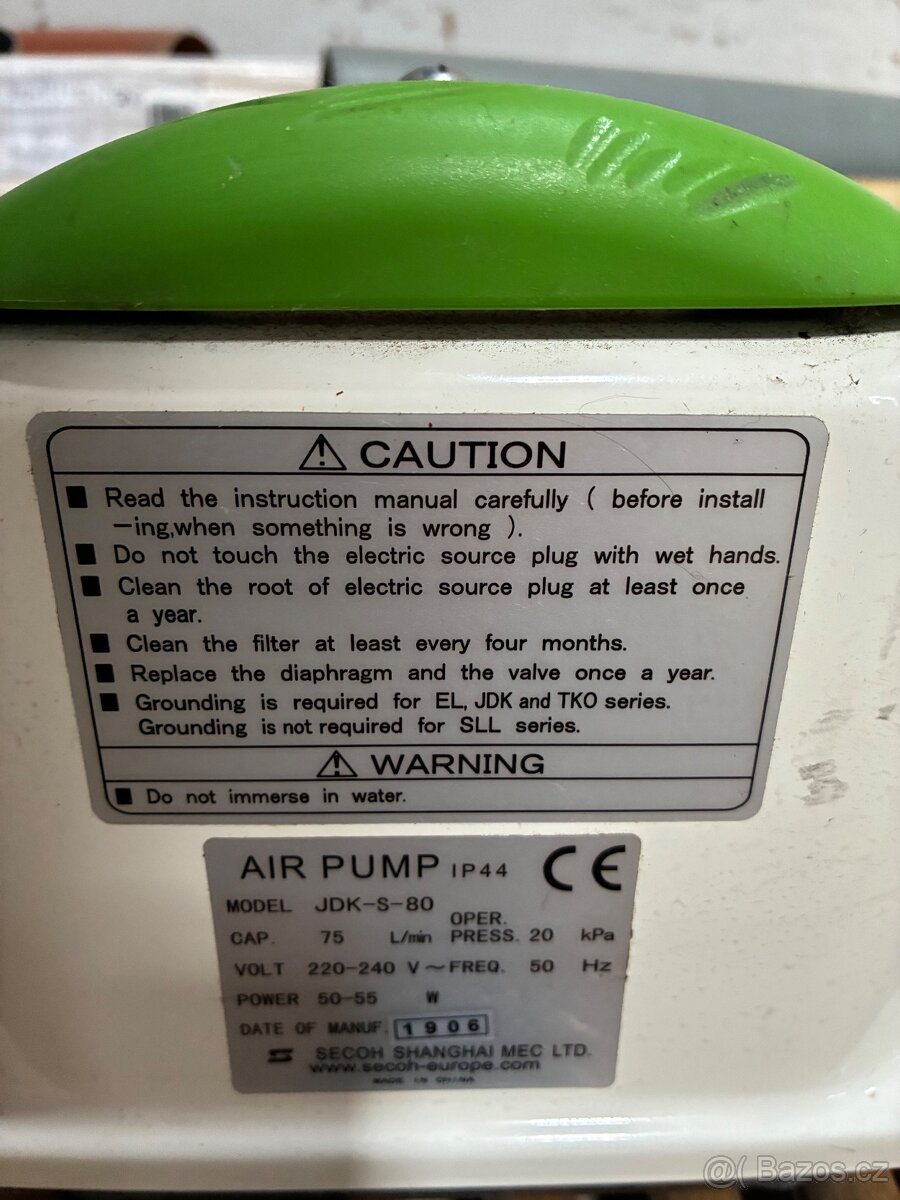 CAUTION
Read the instruction manual carefully ( before install
-ing,when something is wrong ).
Do not touch the electric source plug with wet hands.
Clean the root of electric source plug at least once
a year.
Clean the filter at least every four months.
Replace the diaphragm and the valve once a year.
Grounding is required for EL, JDK and TKO series.
Grounding is not required for SLL series.
WARNING
Do not immerse in water.
AIR PUMP IP44 CE
MODEL JDK-S-80
CAP. 75 L/min OPER. PRESS. 20 kPa
VOLT 220-240 V ~ FREQ. 50 Hz
POWER 50-55 W
DATE OF MANUF. 1906
SECOH SHANGHAI MEC LTD.
www.secoh-europe.com
MADE IN CHINA
@( Bazos.cz